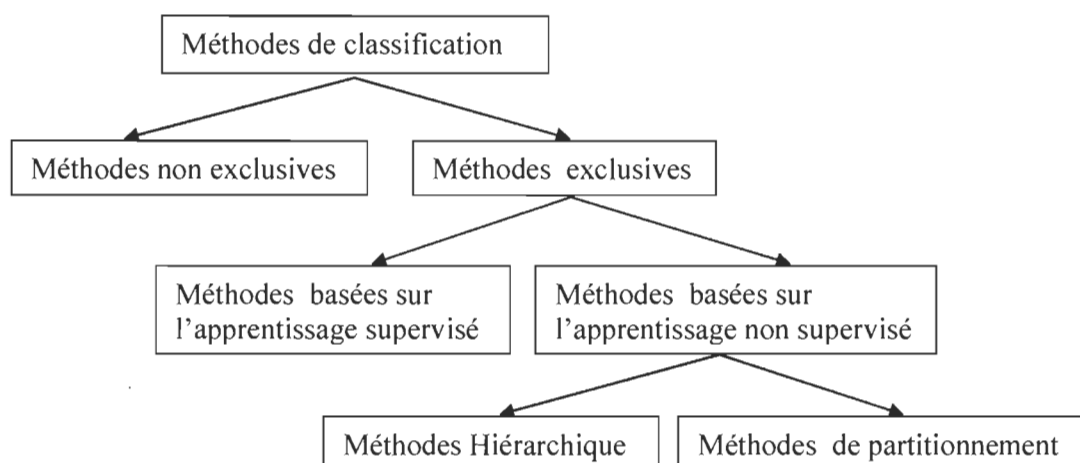 Méthodes de classification
Méthodes non exclusives
Méthodes exclusives
Méthodes basées sur
l'apprentissage supervisé
Méthodes basées sur
l'apprentissage non supervisé
Méthodes Hiérarchique
Méthodes de partitionnement